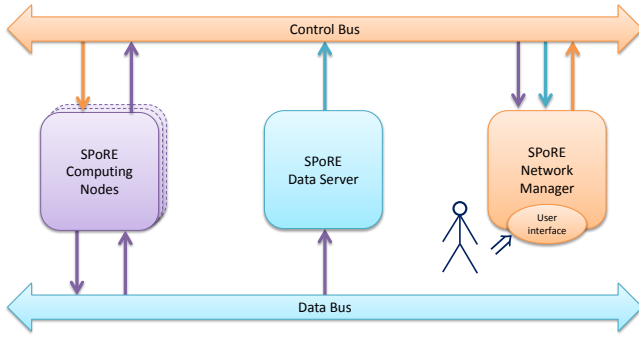 Control Bus
SPoRE
Computing
Nodes
SPoRE
Data Server
SPoRE
Network
Manager
User
interface
Data Bus